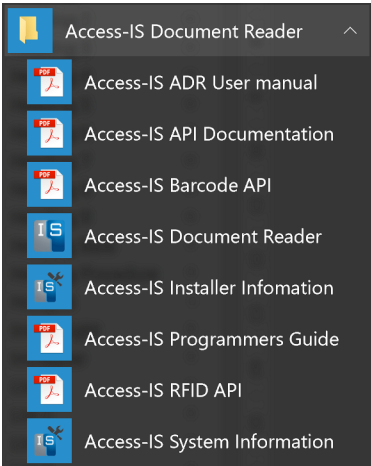 Access-IS Document Reader
PDF
Access-IS ADR User manual
PDF
Access-IS API Documentation
PDF
Access-IS Barcode API
IS
Access-IS Document Reader
IS
Access-IS Installer Infomation
PDF
Access-IS Programmers Guide
PDF
Access-IS RFID API
IS
Access-IS System Information